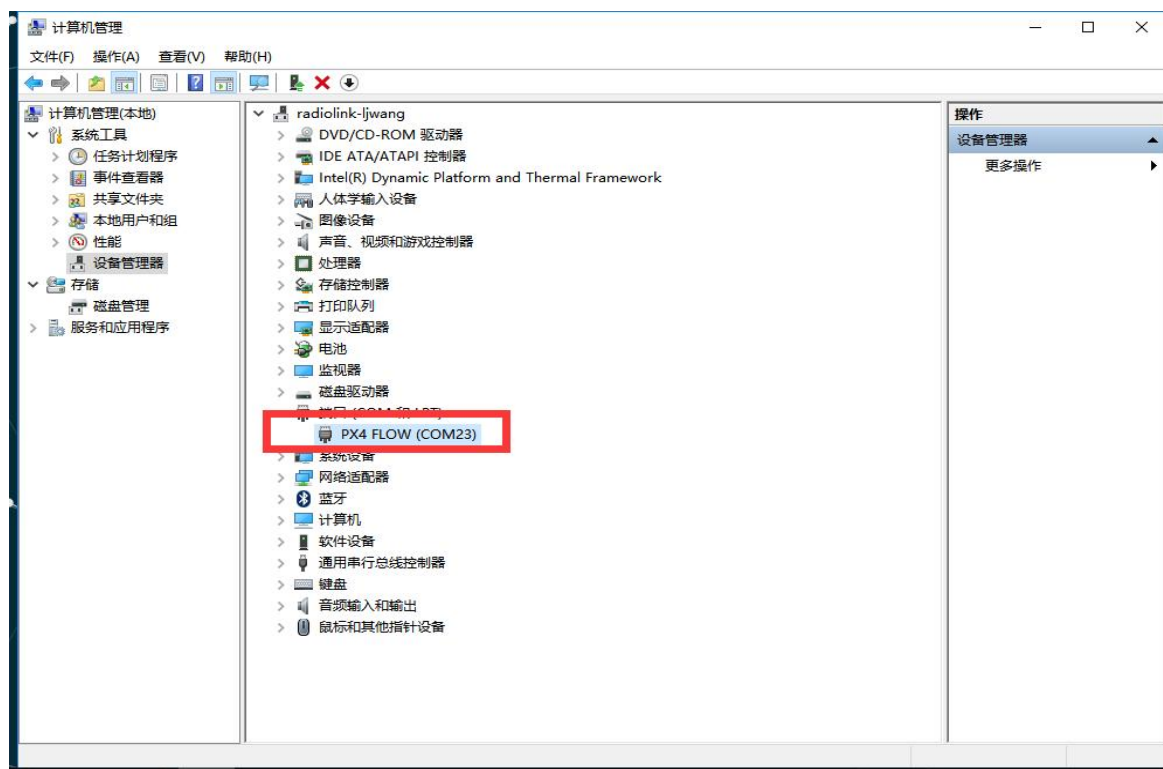 计算机管理
文件(F) 操作(A) 查看(V) 帮助(H)
计算机管理(本地)
系统工具
任务计划程序
事件查看器
共享文件夹
本地用户和组
性能
设备管理器
存储
磁盘管理
服务和应用程序
radiolink-ljwang
DVD/CD-ROM 驱动器
IDE ATA/ATAPI 控制器
Intel(R) Dynamic Platform and Thermal Framework
人体学输入设备
图像设备
声音、视频和游戏控制器
处理器
存储控制器
打印队列
显示适配器
电池
监视器
磁盘驱动器
端口 (COM 和 LPT)
PX4 FLOW (COM23)
系统设备
网络适配器
蓝牙
计算机
软件设备
通用串行总线控制器
键盘
音频输入和输出
鼠标和其他指针设备
操作
设备管理器
更多操作